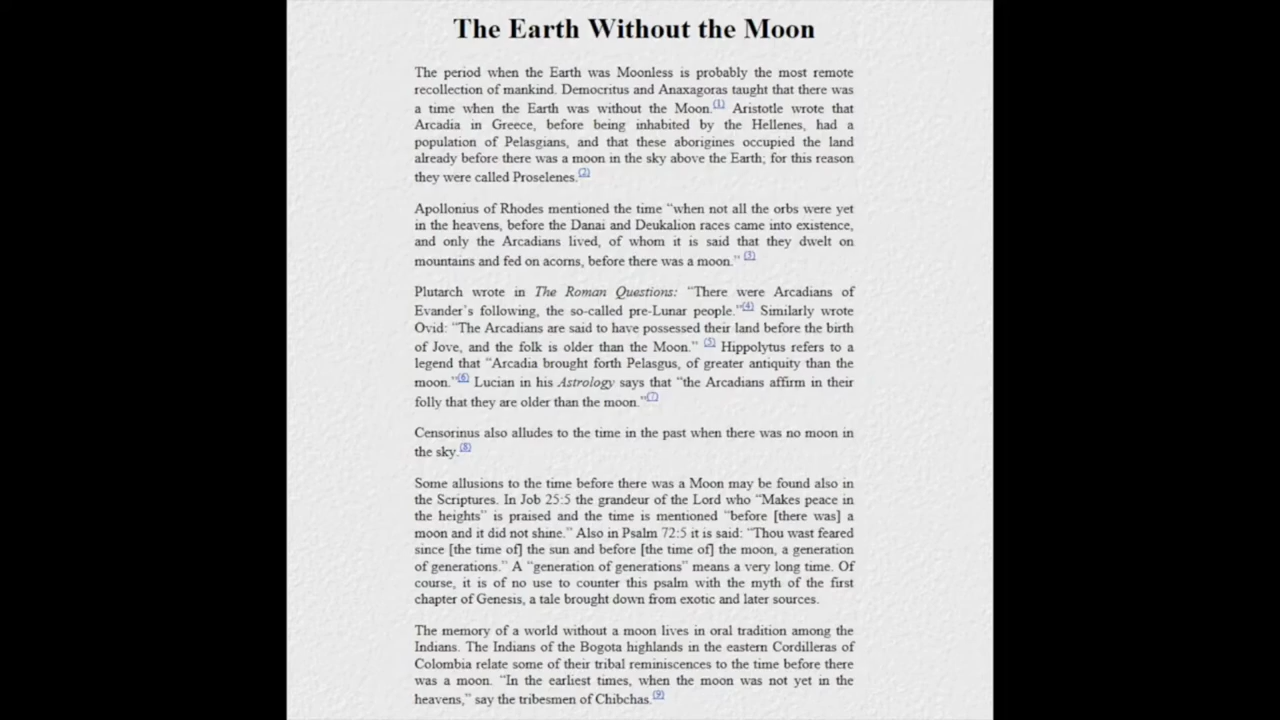 The Earth Without the Moon
The period when the Earth was Moonless is probably the most remote
recollection of mankind. Democritus and Anaxagoras taught that there was
a time when the Earth was without the Moon.(1) Aristotle wrote that
Arcadia in Greece, before being inhabited by the Hellenes, had a
population of Pelasgians, and that these aborigines occupied the land
already before there was a moon in the sky above the Earth; for this reason
they were called Proselenes.(2)
Apollonius of Rhodes mentioned the time “when not all the orbs were yet
in the heavens, before the Danai and Deukalion races came into existence,
and only the Arcadians lived, of whom it is said that they dwelt on
mountains and fed on acorns, before there was a moon.” (3)
Plutarch wrote in The Roman Questions: “There were Arcadians of
Evander’s following, the so-called pre-Lunar people.”(4) Similarly wrote
Ovid: “The Arcadians are said to have possessed their land before the birth
of Jove, and the folk is older than the Moon.” (5) Hippolytus refers to a
legend that “Arcadia brought forth Pelasgus, of greater antiquity than the
moon.”(6) Lucian in his Astrology says that “the Arcadians affirm in their
folly that they are older than the moon.”(7)
Censorinus also alludes to the time in the past when there was no moon in
the sky.(8)
Some allusions to the time before there was a Moon may be found also in
the Scriptures. In Job 25:5 the grandeur of the Lord who “Makes peace in
the heights” is praised and the time is mentioned “before [there was] a
moon and it did not shine.” Also in Psalm 72:5 it is said: “Thou wast feared
since [the time of] the sun and before [the time of] the moon, a generation
of generations.” A “generation of generations” means a very long time. Of
course, it is of no use to counter this psalm with the myth of the first
chapter of Genesis, a tale brought down from exotic and later sources.
The memory of a world without a moon lives in oral tradition among the
Indians. The Indians of the Bogota highlands in the eastern Cordilleras of
Colombia relate some of their tribal reminiscences to the time before there
was a moon. “In the earliest times, when the moon was not yet in the
heavens,” say the tribesmen of Chibchas.(9)